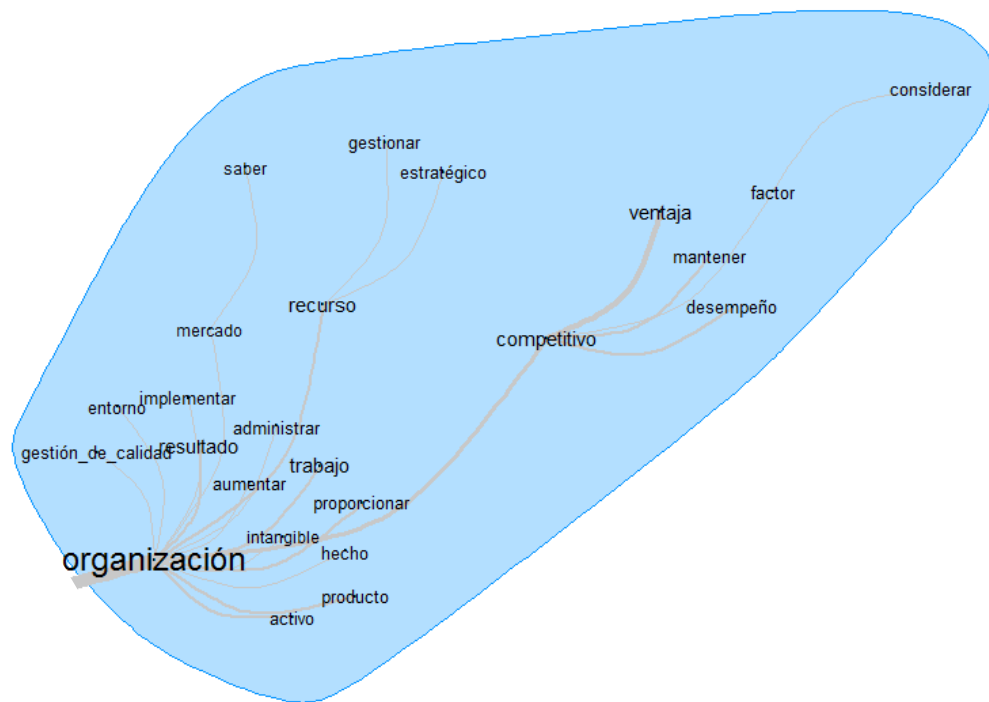 considerar
gestionar
saber
estratégico
factor
ventaja
mantener
recurso
desempeño
mercado
competitivo
implementar
entorno
administrar
resultado
gestión_de_calidad
trabajo
aumentar
proporcionar
intangible
hecho
organización
producto
activo